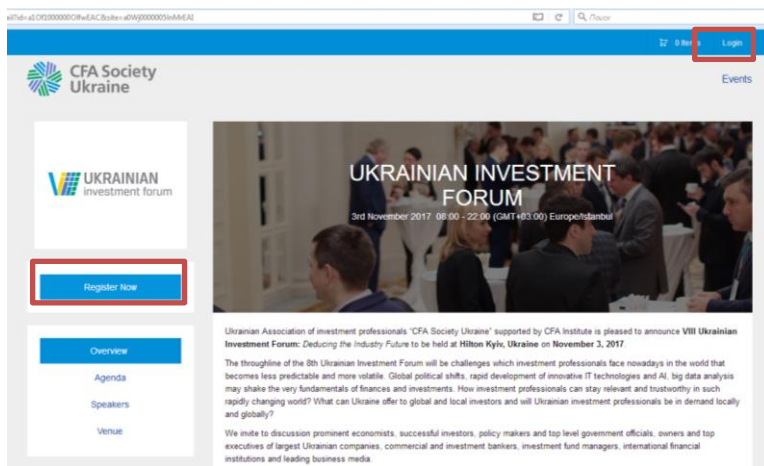 0 Items Login
CFA Society
Ukraine
Events
UKRAINIAN
investment forum
UKRAINIAN INVESTMENT
FORUM
3rd November 2017 08:00 - 22:00 (GMT+03:00) Europe/Istanbul
Register Now
Overview
Agenda
Speakers
Venue
Ukrainian Association of investment professionals "CFA Society Ukraine" supported by CFA Institute is pleased to announce VIII Ukrainian
Investment Forum: Deducing the Industry Future to be held at Hilton Kyiv, Ukraine on November 3, 2017.
The throughline of the 8th Ukrainian Investment Forum will be challenges which investment professionals face nowadays in the world that
becomes less predictable and more volatile. Global political shifts, rapid development of innovative IT technologies and AI, big data analysis
may shake the very fundamentals of finances and investments. How investment professionals can stay relevant and trustworthy in such
rapidly changing world? What can Ukraine offer to global and local investors and will Ukrainian investment professionals be in demand locally
and globally?
We invite to discussion prominent economists, successful investors, policy makers and top level government officials, owners and top
executives of largest Ukrainian companies, commercial and investment bankers, investment fund managers, international financial
institutions and leading business media.